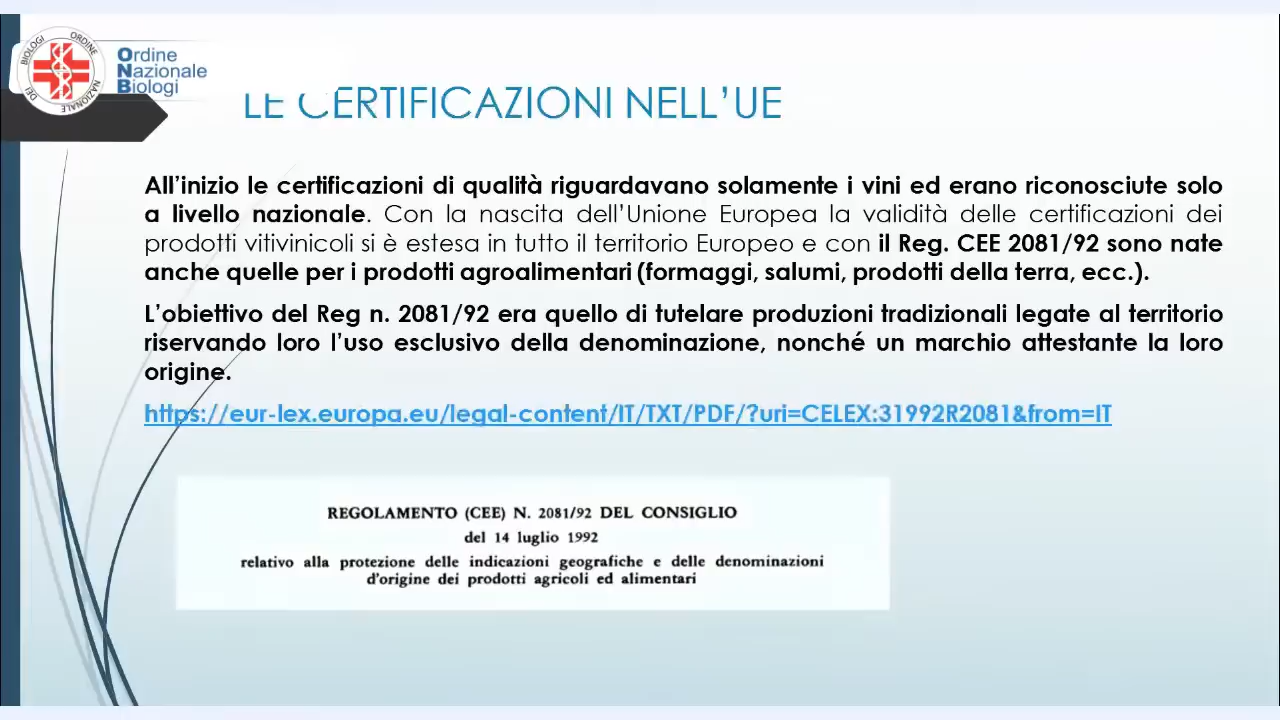 BIOLOGI ORDINE NAZIONALE DEI
Ordine
Nazionale
Biologi
LE CERTIFICAZIONI NELL'UE
All'inizio le certificazioni di qualità riguardavano solamente i vini ed erano riconosciute solo
a livello nazionale. Con la nascita dell'Unione Europea la validità delle certificazioni dei
prodotti vitivinicoli si è estesa in tutto il territorio Europeo e con il Reg. CEE 2081/92 sono nate
anche quelle per i prodotti agroalimentari (formaggi, salumi, prodotti della terra, ecc.).
L'obiettivo del Reg n. 2081/92 era quello di tutelare produzioni tradizionali legate al territorio
riservando loro l'uso esclusivo della denominazione, nonché un marchio attestante la loro
origine.
https://eur-lex.europa.eu/legal-content/IT/TXT/PDF/?uri=CELEX:31992R2081&from=IT
REGOLAMENTO (CEE) N. 2081/92 DEL CONSIGLIO
del 14 luglio 1992
relativo alla protezione delle indicazioni geografiche e delle denominazioni
d'origine dei prodotti agricoli ed alimentari